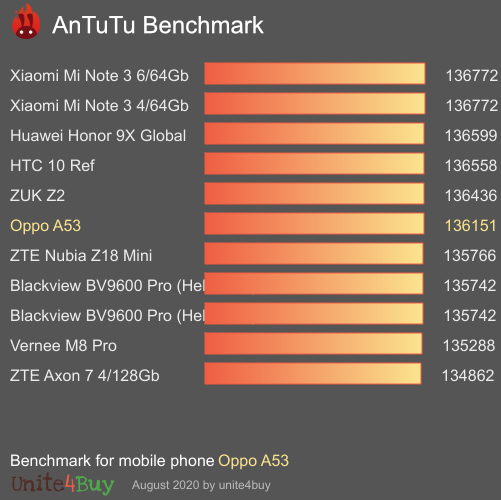 AnTuTu Benchmark
Xiaomi Mi Note 3 6/64Gb 136772
Xiaomi Mi Note 3 4/64Gb 136772
Huawei Honor 9X Global 136599
HTC 10 Ref 136558
ZUK Z2 136436
Oppo A53 136151
ZTE Nubia Z18 Mini 135766
Blackview BV9600 Pro (Hel 135742
Blackview BV9600 Pro (Hel 135742
Vernee M8 Pro 135288
ZTE Axon 7 4/128Gb 134862
Benchmark for mobile phone Oppo A53
Unite4Buy August 2020 by unite4buy